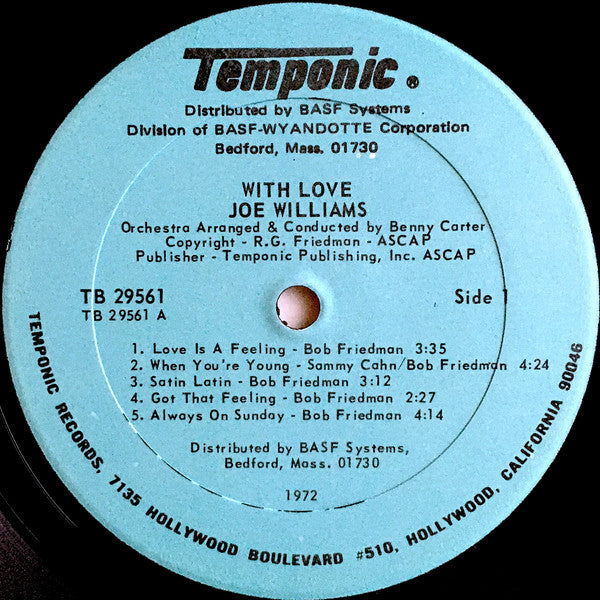 Temponic ®
Distributed by BASF Systems
Division of BASF-WYANDOTTE Corporation
Bedford, Mass. 01730
WITH LOVE
JOE WILLIAMS
Orchestra Arranged & Conducted by Benny Carter
Copyright - R.G. Friedman - ASCAP
Publisher - Temponic Publishing, Inc. ASCAP
TB 29561 Side 1
TB 29561 A
1. Love Is A Feeling - Bob Friedman 3:35
2. When You're Young - Sammy Cahn/Bob Friedman 4:24
3. Satin Latin - Bob Friedman 3:12
4. Got That Feeling - Bob Friedman 2:27
5. Always On Sunday - Bob Friedman 4:14
Distributed by BASF Systems,
Bedford, Mass. 01730
1972
TEMPONIC RECORDS, 7135 HOLLYWOOD BOULEVARD #510, HOLLYWOOD, CALIFORNIA 90046